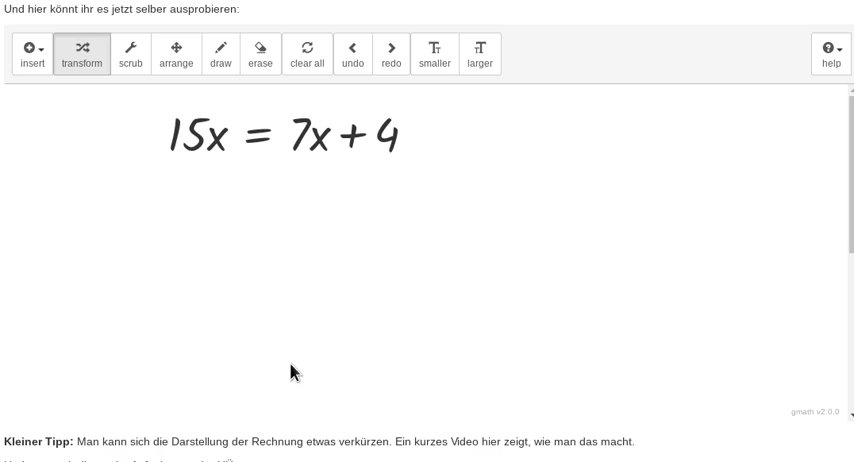 Und hier könnt ihr es jetzt selber ausprobieren:
insert transform scrub arrange draw erase clear all undo redo smaller larger help
15x = 7x + 4
gmath v2.0.0
Kleiner Tipp: Man kann sich die Darstellung der Rechnung etwas verkürzen. Ein kurzes Video hier zeigt, wie man das macht.